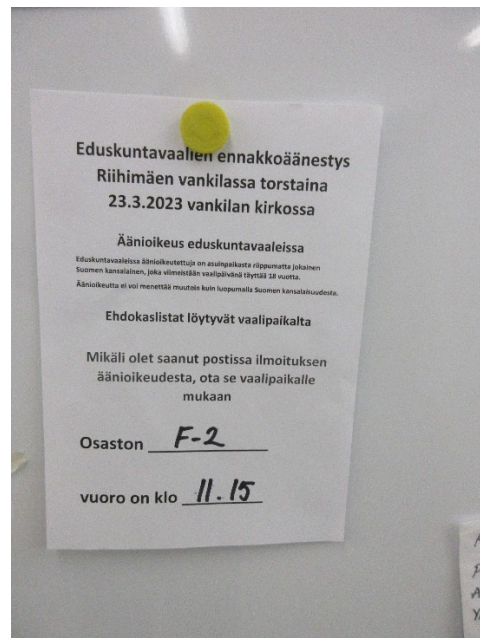 Eduskuntavaalien ennakkoäänestys
Riihimäen vankilassa torstaina
23.3.2023 vankilan kirkossa
Äänioikeus eduskuntavaaleissa
Eduskuntavaaleissa äänioikeutettuja on asuinpaikasta riippumatta jokainen
Suomen kansalainen, joka viimeistään vaalipäivänä täyttää 18 vuotta.
Äänioikeutta ei voi menettää muutoin kuin luopumalla Suomen kansalaisuudesta.
Ehdokaslistat löytyvät vaalipaikalta
Mikäli olet saanut postissa ilmoituksen
äänioikeudesta, ota se vaalipaikalle
mukaan
Osaston F-2
vuoro on klo 11.15